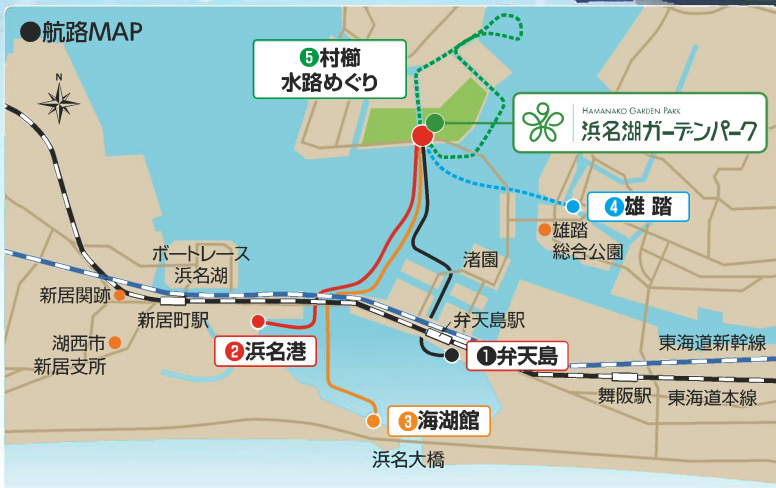 ●航路MAP
N
❺村櫛
水路めぐり
HAMANAKO GARDEN PARK
浜名湖ガーデンパーク
❹雄踏
雄踏
総合公園
ボートレース
浜名湖
渚園
新居関跡
新居町駅
弁天島駅
湖西市
新居支所
❷浜名港
❶弁天島
東海道新幹線
舞阪駅
東海道本線
❸海湖館
浜名大橋